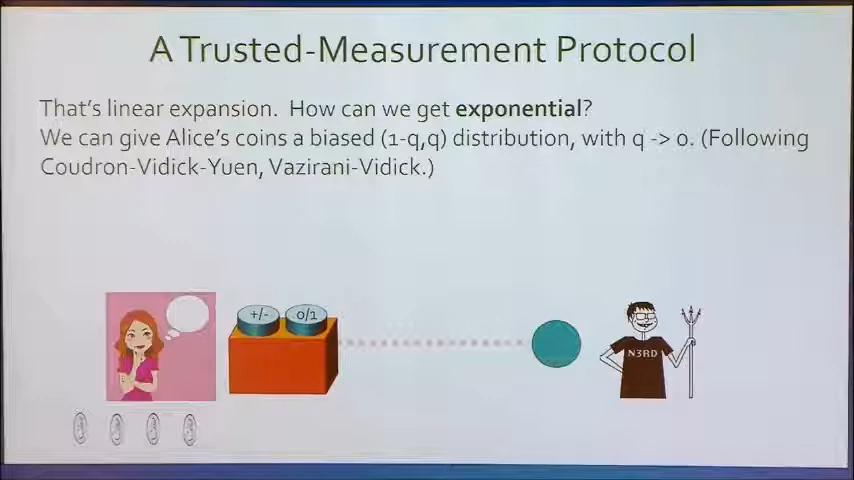 A Trusted-Measurement Protocol
That's linear expansion. How can we get exponential?
We can give Alice's coins a biased (1-q,q) distribution, with q -> 0. (Following
Coudron-Vidick-Yuen, Vazirani-Vidick.)
+/-
0/1
N3RD